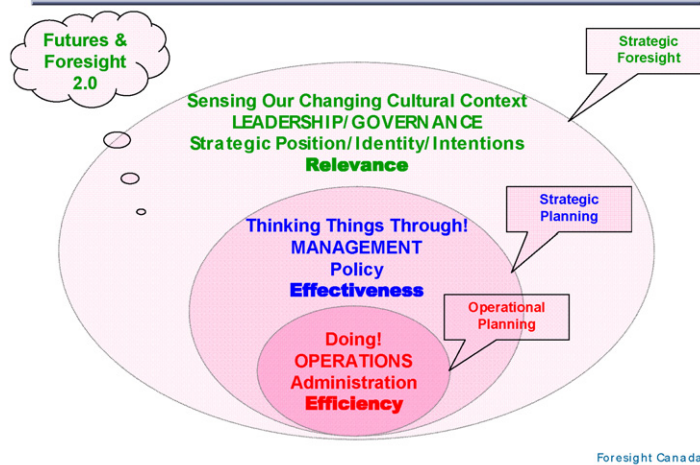 Futures &
Foresight
2.0
Strategic
Foresight
Sensing Our Changing Cultural Context
LEADERSHIP/ GOVERNANCE
Strategic Position/ Identity/ Intentions
Relevance
Strategic
Planning
Thinking Things Through!
MANAGEMENT
Policy
Effectiveness
Operational
Planning
Doing!
OPERATIONS
Administration
Efficiency
Foresight Canada